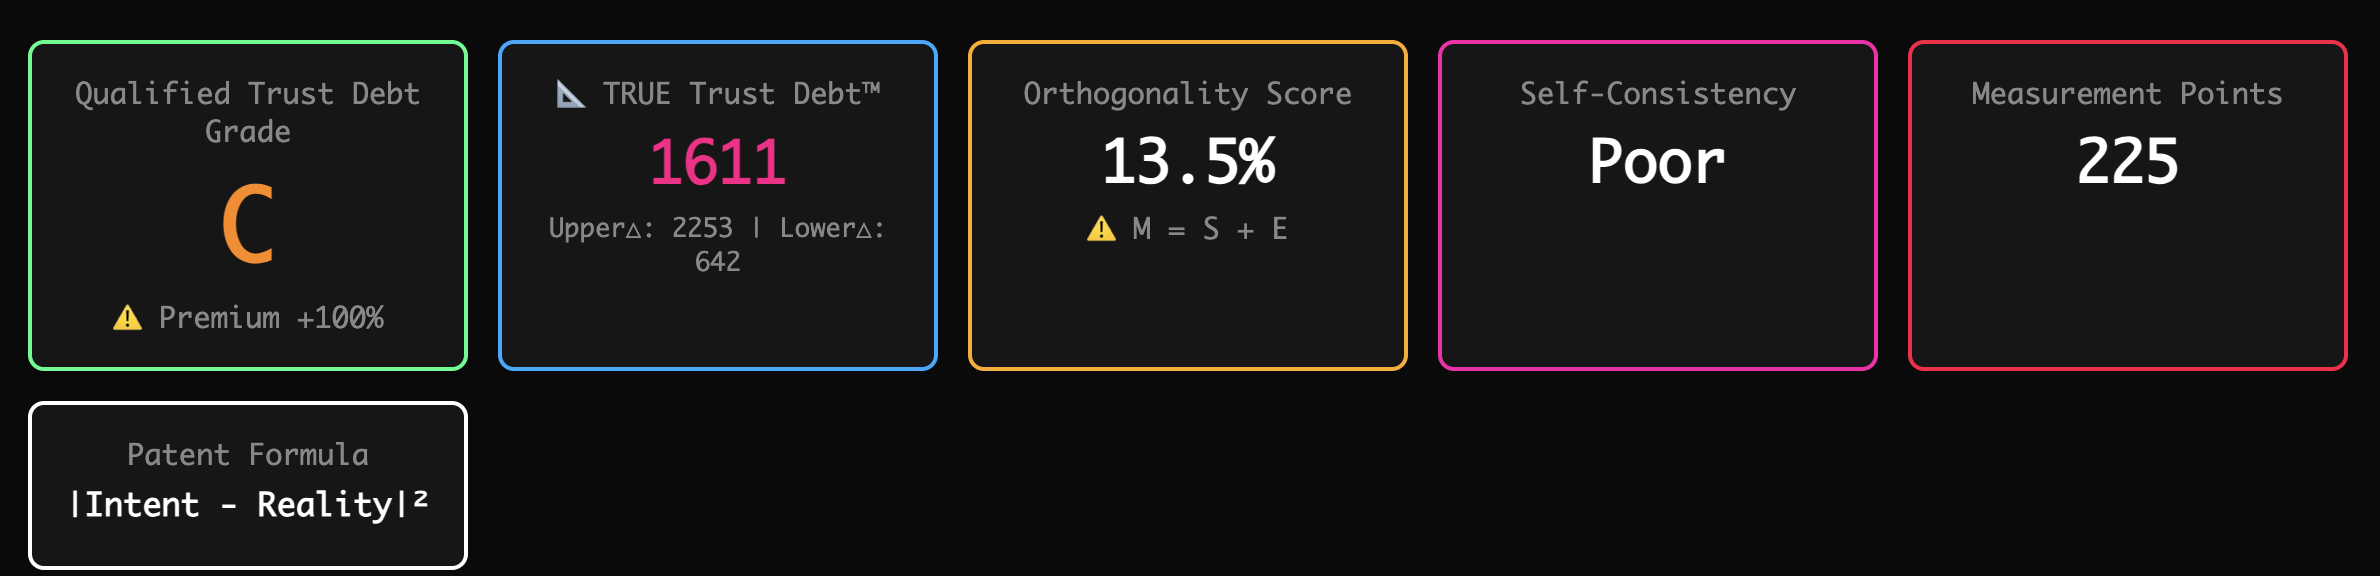 Qualified Trust Debt
Grade
C
⚠️ Premium +100%
📐 TRUE Trust Debt™
1611
Upper△: 2253 | Lower△:
642
Orthogonality Score
13.5%
⚠️ M = S + E
Self-Consistency
Poor
Measurement Points
225
Patent Formula
|Intent - Reality|²